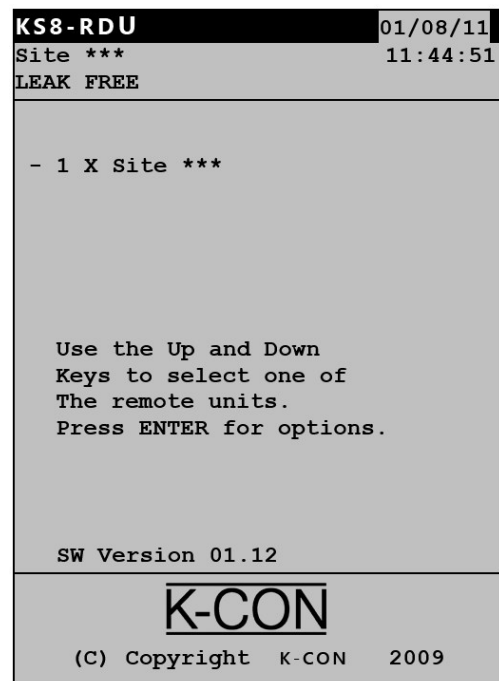 KS8-RDU 01/08/11
Site *** 11:44:51
LEAK FREE
- 1 X Site ***
Use the Up and Down
Keys to select one of
The remote units.
Press ENTER for options.
SW Version 01.12
K-CON
(C) Copyright K-CON 2009